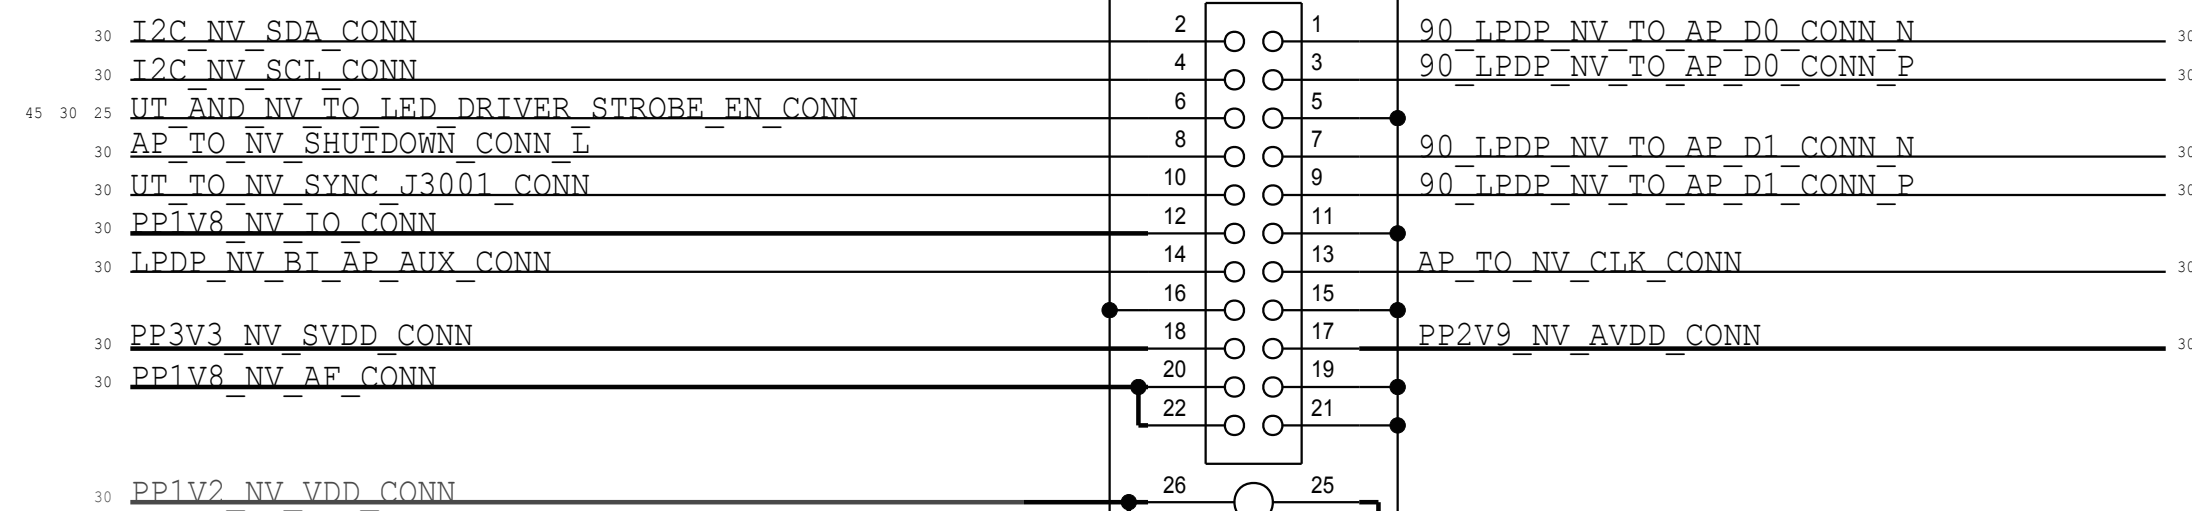 30 I2C_NV_SDA_CONN 2 1 90_LPDP_NV_TO_AP_D0_CONN_N 30
30 I2C_NV_SCL_CONN 4 3 90_LPDP_NV_TO_AP_D0_CONN_P 30
45 30 25 UT_AND_NV_TO_LED_DRIVER_STROBE_EN_CONN 6 5
30 AP_TO_NV_SHUTDOWN_CONN_L 8 7 90_LPDP_NV_TO_AP_D1_CONN_N 30
30 UT_TO_NV_SYNC_J3001_CONN 10 9 90_LPDP_NV_TO_AP_D1_CONN_P 30
30 PP1V8_NV_IO_CONN 12 11
30 LPDP_NV_BI_AP_AUX_CONN 14 13 AP_TO_NV_CLK_CONN 30
16 15
30 PP3V3_NV_SVDD_CONN 18 17 PP2V9_NV_AVDD_CONN 30
30 PP1V8_NV_AF_CONN 20 19
22 21
30 PP1V2_NV_VDD_CONN 26 25